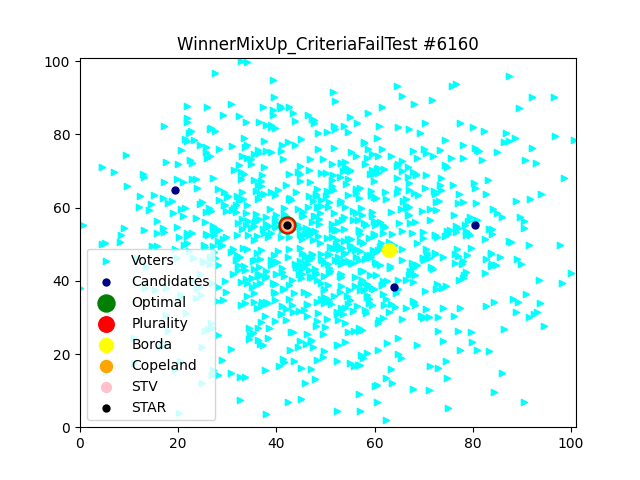 WinnerMixUp_CriteriaFailTest #6160
100
80
60
40
20
0
Voters
Candidates
Optimal
Plurality
Borda
Copeland
STV
STAR
0 20 40 60 80 100